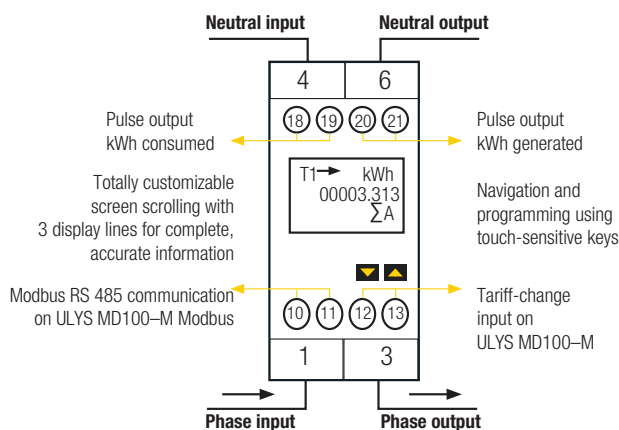 Neutral input
Neutral output
4
6
18
19
20
21
Pulse output
kWh consumed
Pulse output
kWh generated
T1 kWh
00003.313
∑A
Totally customizable
screen scrolling with
3 display lines for complete,
accurate information
Navigation and
programming using
touch-sensitive keys
Modbus RS 485 communication
on ULYS MD100–M Modbus
10
11
12
13
Tariff-change
input on
ULYS MD100–M
1
3
Phase input
Phase output